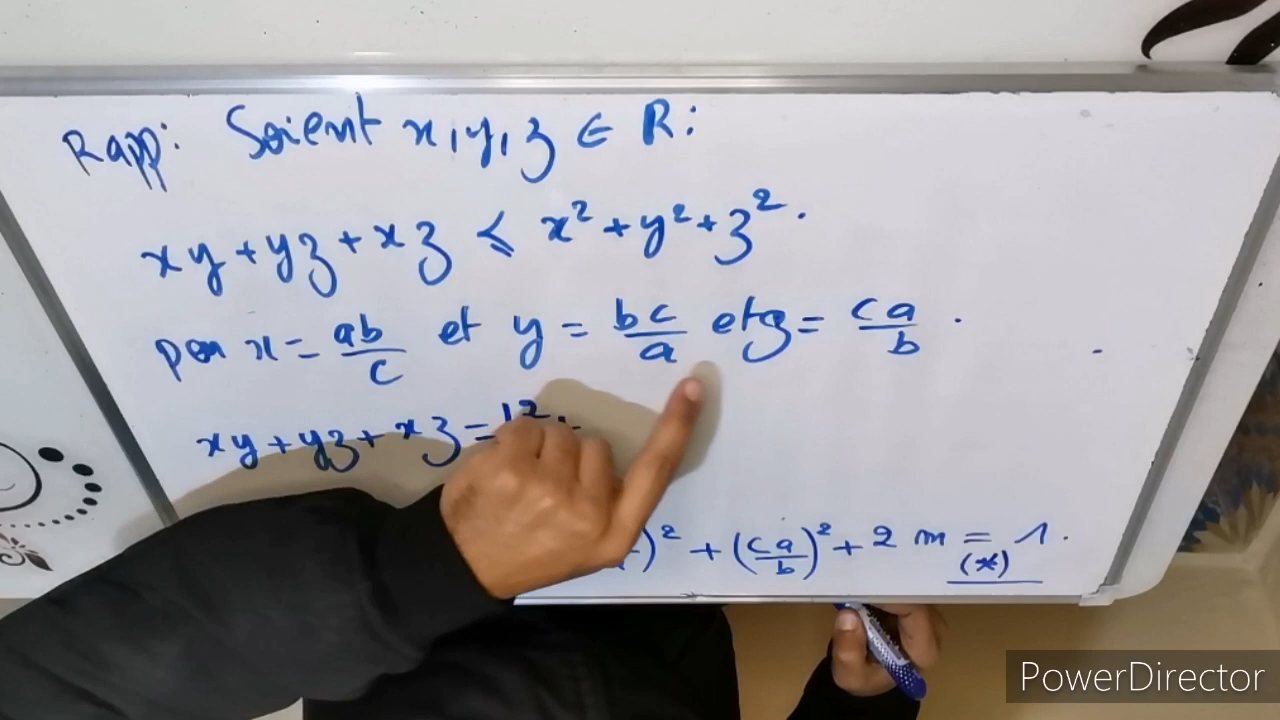 Rapp: Soient x, y, z ∈ R:
xy + yz + xz ≤ x² + y² + z².
pour x = ab/c et y = bc/a et z = ca/b.
xy + yz + xz = b²
)² + (ca/b)² + 2m = 1.
(*)
PowerDirector